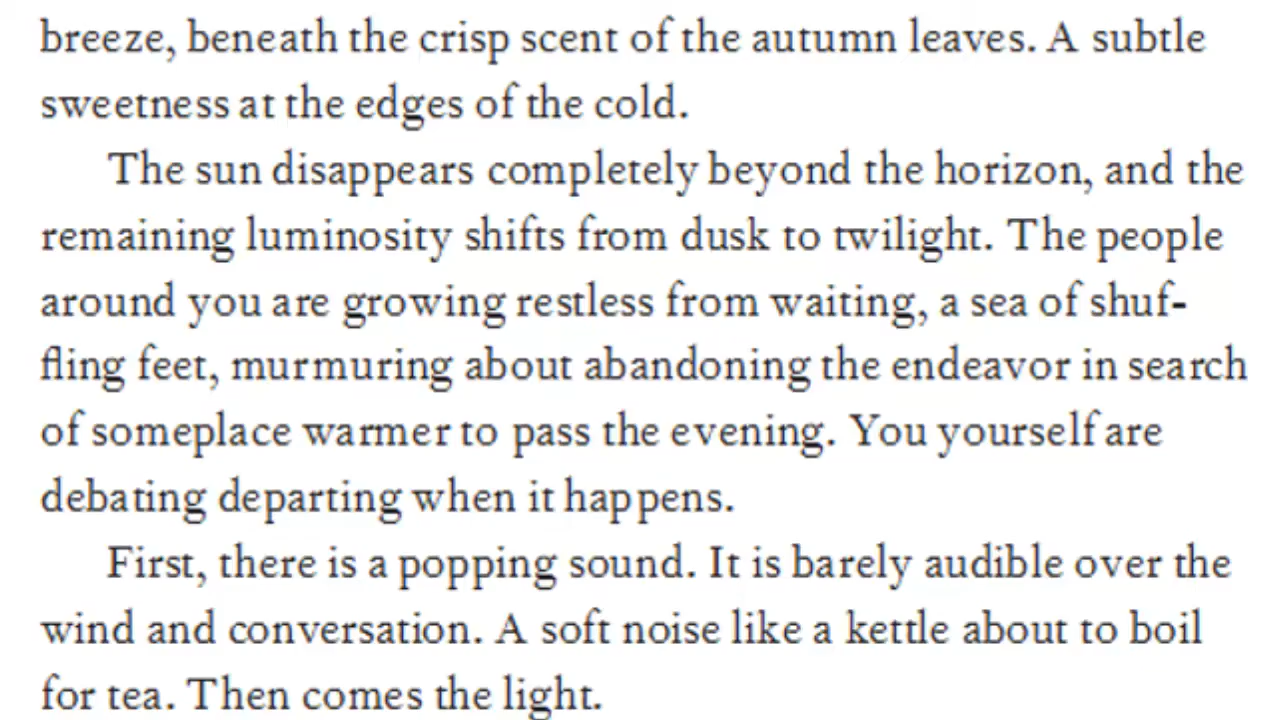 breeze, beneath the crisp scent of the autumn leaves. A subtle
sweetness at the edges of the cold.
The sun disappears completely beyond the horizon, and the
remaining luminosity shifts from dusk to twilight. The people
around you are growing restless from waiting, a sea of shuf-
fling feet, murmuring about abandoning the endeavor in search
of someplace warmer to pass the evening. You yourself are
debating departing when it happens.
First, there is a popping sound. It is barely audible over the
wind and conversation. A soft noise like a kettle about to boil
for tea. Then comes the light.